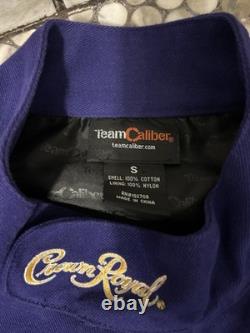 TeamCaliber®
teamcaliber.com
S
SHELL: 100% COTTON
LINING: 100% NYLON
MADE IN CHINA
Crown Royal®